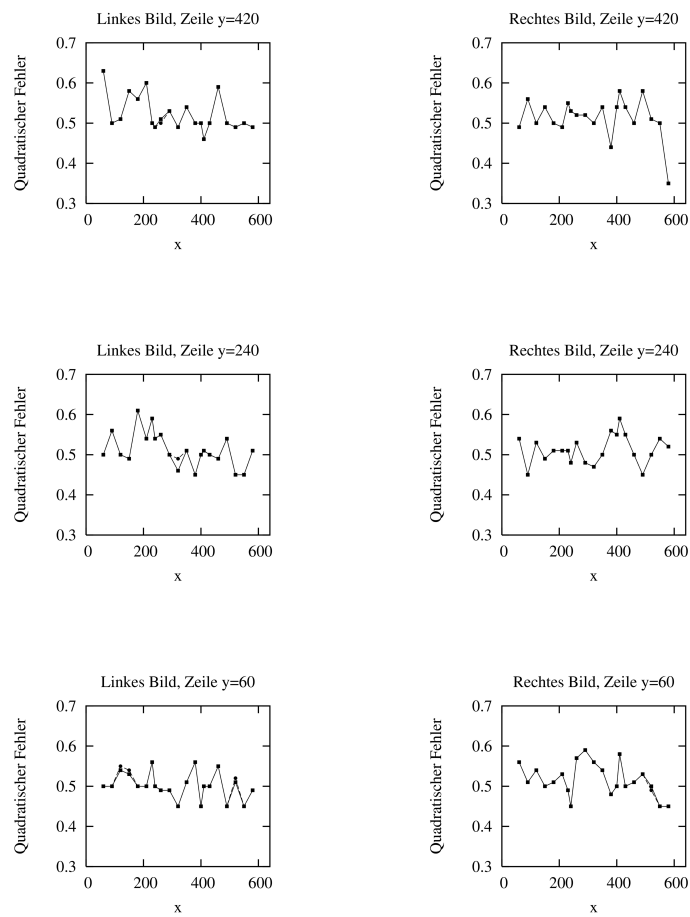 Linkes Bild, Zeile y=420
0.7
0.6
0.5
0.4
0.3
Quadratischer Fehler
0 200 400 600
x
Rechtes Bild, Zeile y=420
0.7
0.6
0.5
0.4
0.3
Quadratischer Fehler
0 200 400 600
x
Linkes Bild, Zeile y=240
0.7
0.6
0.5
0.4
0.3
Quadratischer Fehler
0 200 400 600
x
Rechtes Bild, Zeile y=240
0.7
0.6
0.5
0.4
0.3
Quadratischer Fehler
0 200 400 600
x
Linkes Bild, Zeile y=60
0.7
0.6
0.5
0.4
0.3
Quadratischer Fehler
0 200 400 600
x
Rechtes Bild, Zeile y=60
0.7
0.6
0.5
0.4
0.3
Quadratischer Fehler
0 200 400 600
x